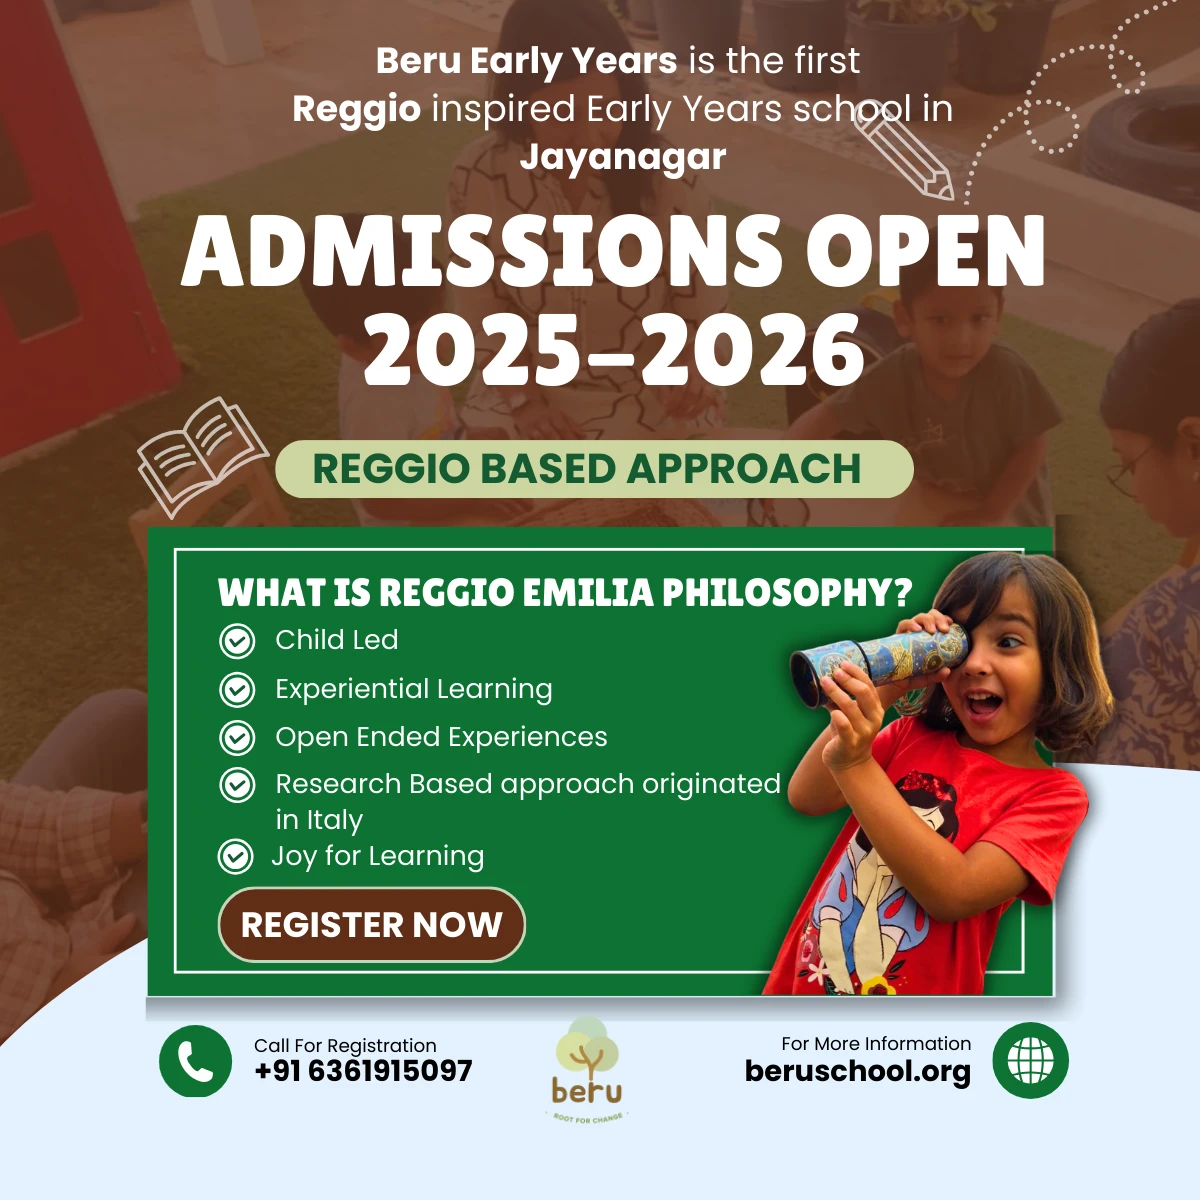 Beru Early Years is the first
Reggio inspired Early Years school in
Jayanagar
ADMISSIONS OPEN
2025-2026
REGGIO BASED APPROACH
WHAT IS REGGIO EMILIA PHILOSOPHY?
Child Led
Experiential Learning
Open Ended Experiences
Research Based approach originated
in Italy
Joy for Learning
REGISTER NOW
Call For Registration
+91 6361915097
beru
ROOT FOR CHANGE
For More Information
beruschool.org